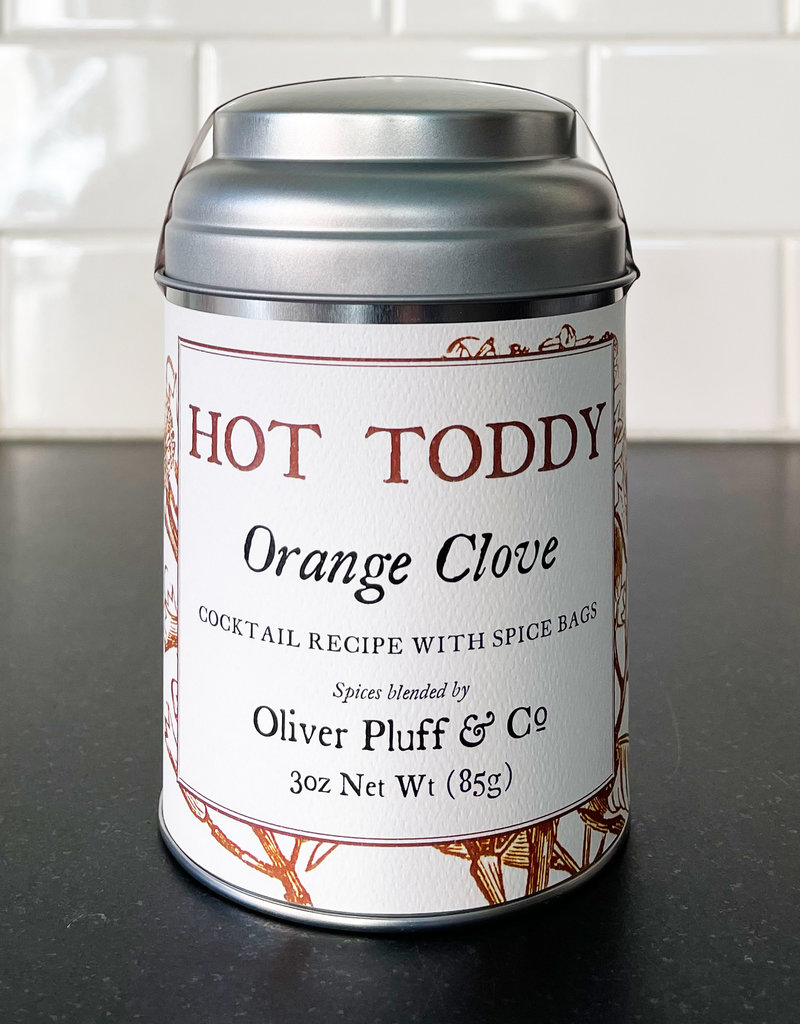 HOT TODDY
Orange Clove
COCKTAIL RECIPE WITH SPICE BAGS
Spices blended by
Oliver Pluff & Cº
3oz Net Wt (85g)